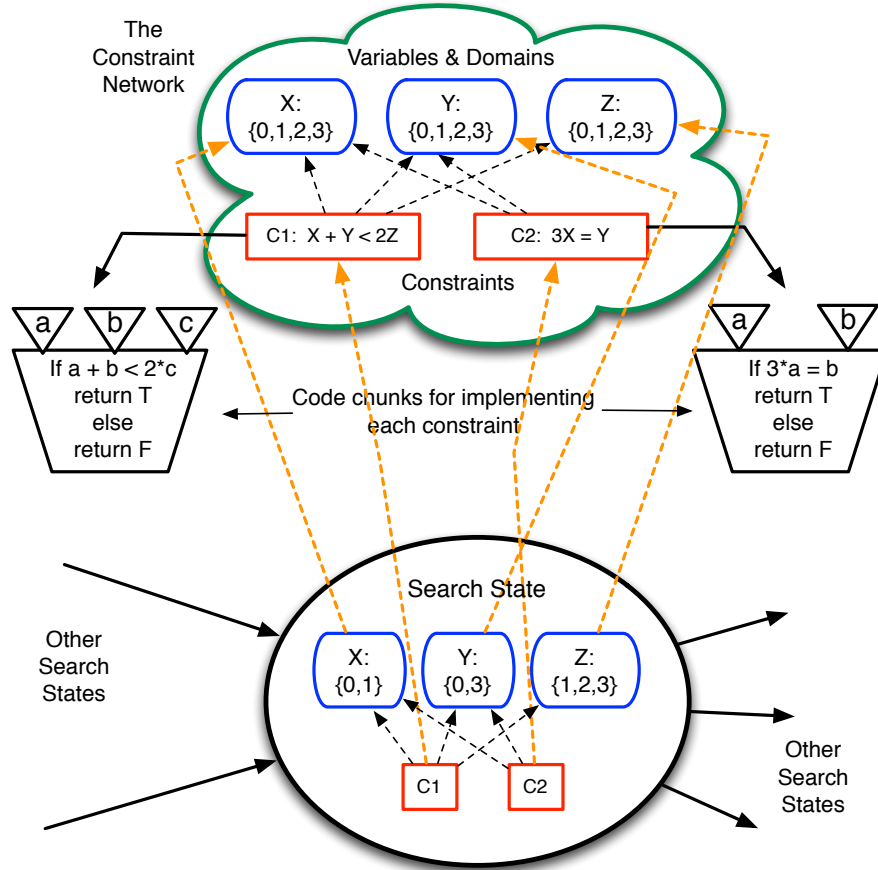 The
Constraint
Network
Variables & Domains
X:
{0,1,2,3}
Y:
{0,1,2,3}
Z:
{0,1,2,3}
C1: X + Y < 2Z
C2: 3X = Y
Constraints
a
b
c
If a + b < 2*c
return T
else
return F
Code chunks for implementing
each constraint
a
b
If 3*a = b
return T
else
return F
Search State
Other
Search
States
X:
{0,1}
Y:
{0,3}
Z:
{1,2,3}
C1
C2
Other
Search
States